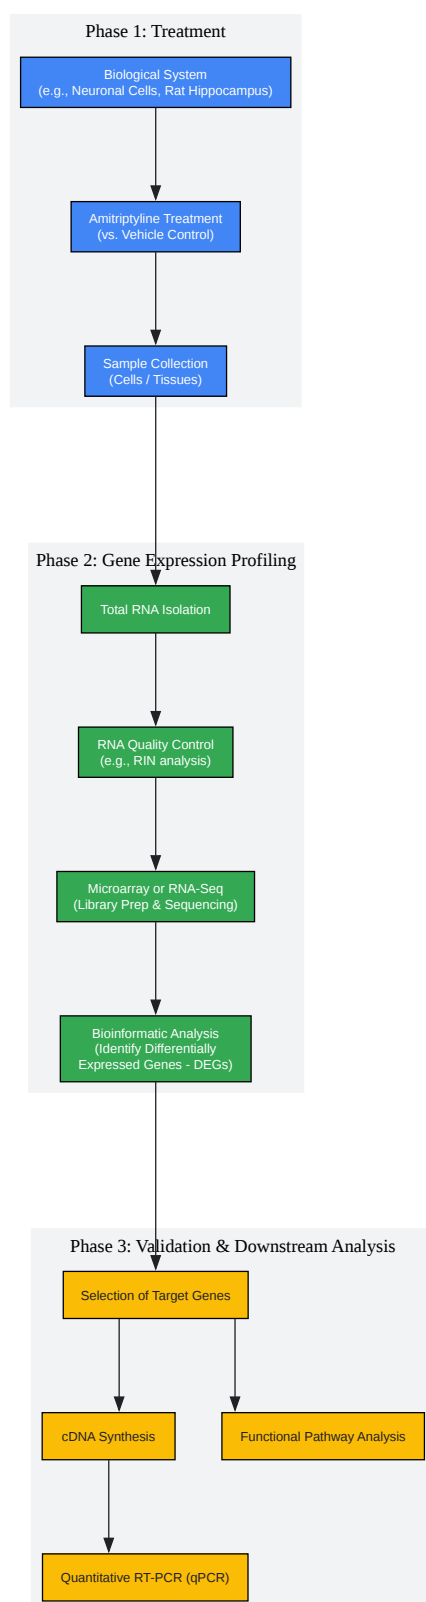 Phase 1: Treatment
Biological System
(e.g., Neuronal Cells, Rat Hippocampus)
Amitriptyline Treatment
(vs. Vehicle Control)
Sample Collection
(Cells / Tissues)
Phase 2: Gene Expression Profiling
Total RNA Isolation
RNA Quality Control
(e.g., RIN analysis)
Microarray or RNA-Seq
(Library Prep & Sequencing)
Bioinformatic Analysis
(Identify Differentially
Expressed Genes - DEGs)
Phase 3: Validation & Downstream Analysis
Selection of Target Genes
cDNA Synthesis
Functional Pathway Analysis
Quantitative RT-PCR (qPCR)